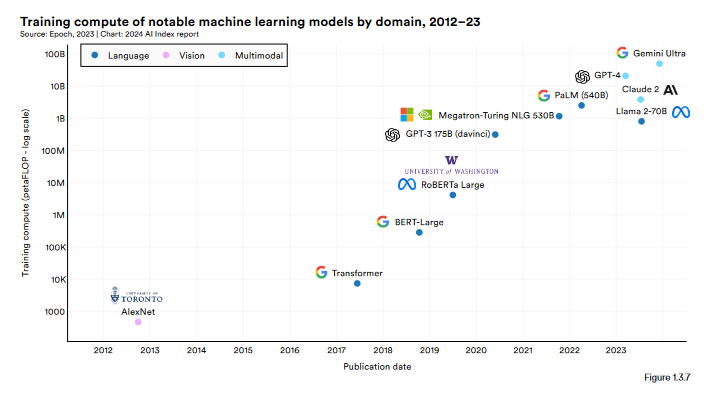 Training compute of notable machine learning models by domain, 2012–23
Source: Epoch, 2023 | Chart: 2024 AI Index report
Language
Vision
Multimodal
Training compute (petaFLOP - log scale)
100B
10B
1B
100M
10M
1M
100K
10K
1000
Gemini Ultra
GPT-4
Claude 2
PaLM (540B)
Llama 2-70B
Megatron-Turing NLG 530B
GPT-3 175B (davinci)
W
UNIVERSITY of WASHINGTON
RoBERTa Large
BERT-Large
Transformer
UNIVERSITY OF
TORONTO
AlexNet
2012
2013
2014
2015
2016
2017
2018
2019
2020
2021
2022
2023
Publication date
Figure 1.3.7